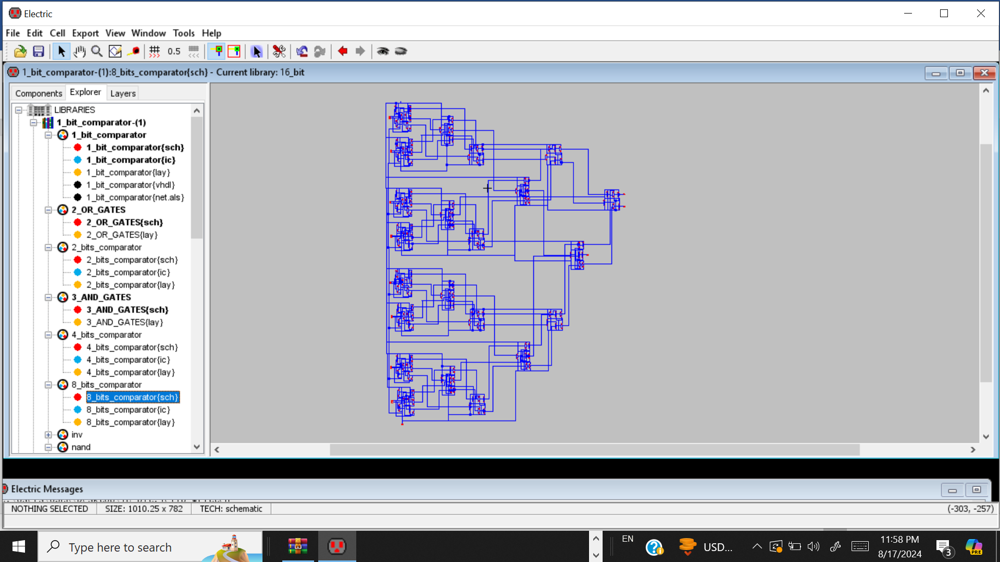 Electric
File Edit Cell Export View Window Tools Help
0.5
1_bit_comparator-(1):8_bits_comparator{sch} - Current library: 16_bit
Components Explorer Layers
LIBRARIES
1_bit_comparator-(1)
1_bit_comparator
1_bit_comparator{sch}
1_bit_comparator{ic}
1_bit_comparator{lay}
1_bit_comparator{vhdl}
1_bit_comparator{net.als}
2_OR_GATES
2_OR_GATES{sch}
2_OR_GATES{lay}
2_bits_comparator
2_bits_comparator{sch}
2_bits_comparator{ic}
2_bits_comparator{lay}
3_AND_GATES
3_AND_GATES{sch}
3_AND_GATES{lay}
4_bits_comparator
4_bits_comparator{sch}
4_bits_comparator{ic}
4_bits_comparator{lay}
8_bits_comparator
8_bits_comparator{sch}
8_bits_comparator{ic}
8_bits_comparator{lay}
inv
nand
Electric Messages
NOTHING SELECTED SIZE: 1010.25 x 782 TECH: schematic (-303, -257)
Type here to search
EN
USD...
11:58 PM
8/17/2024
3
PRE